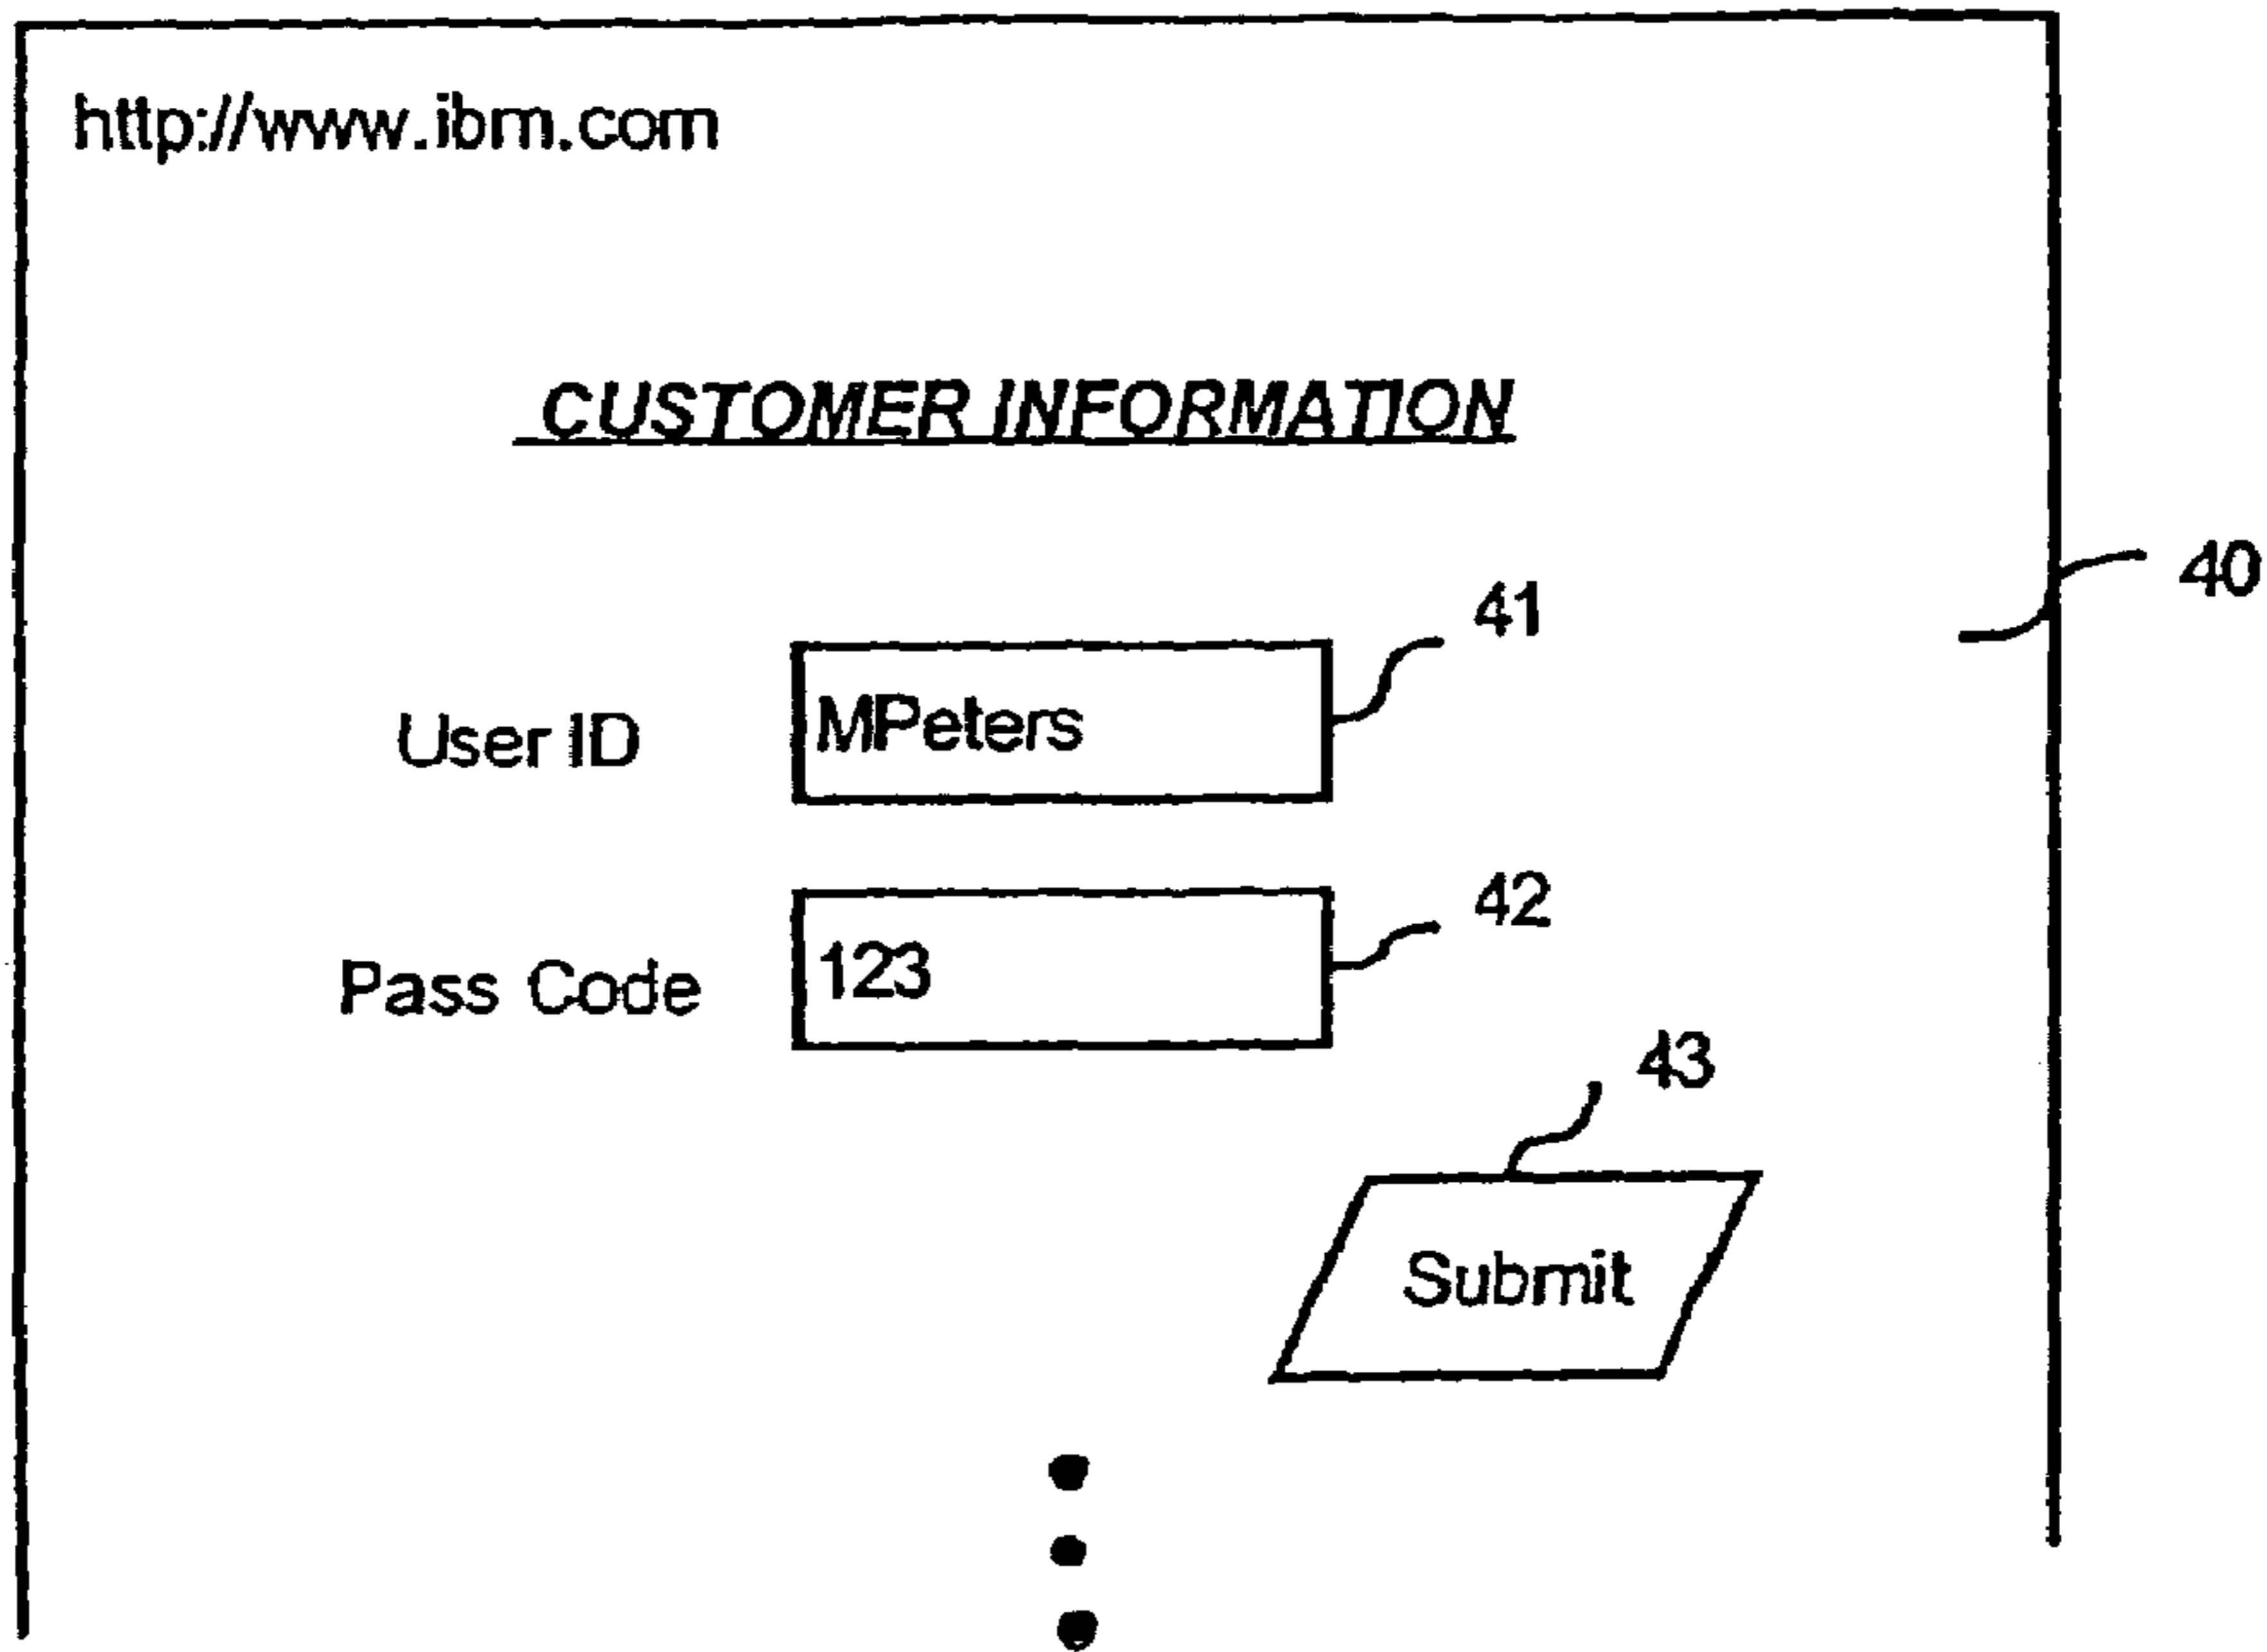 http://www.ibm.com
CUSTOMER INFORMATION
40
41
User ID MPeters
42
Pass Code 123
43
Submit